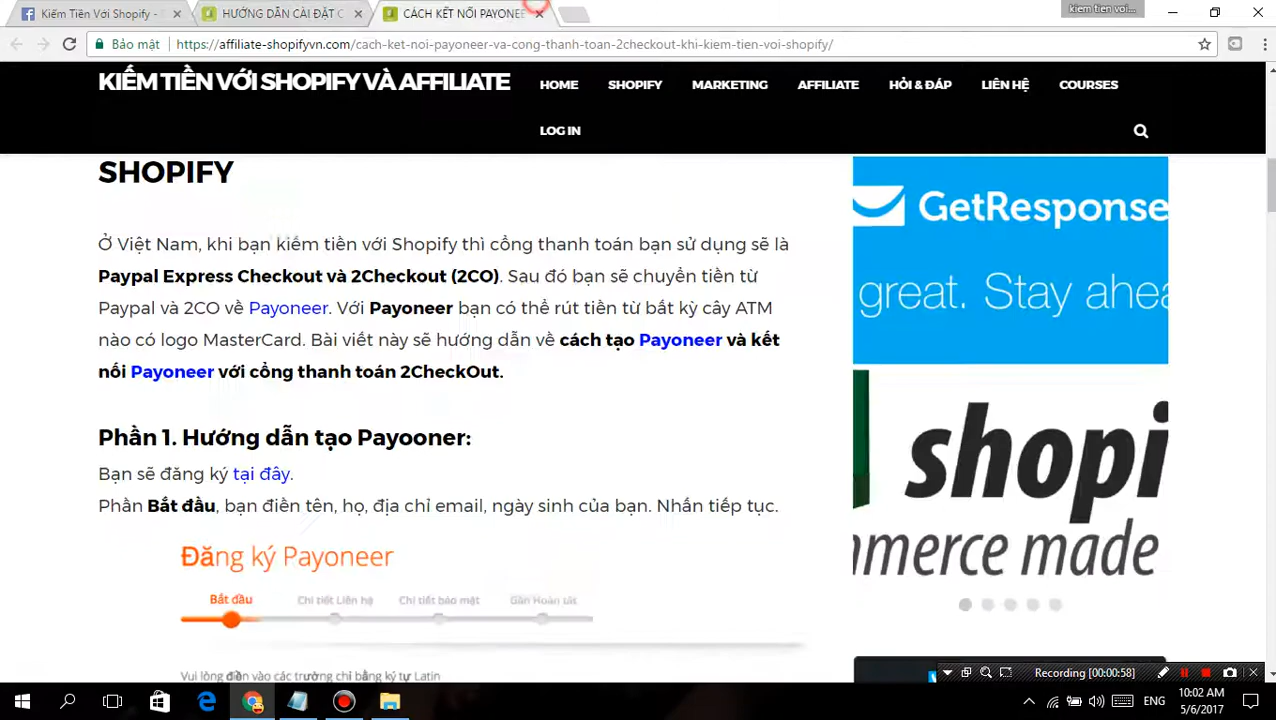 Kiếm Tiền Với Shopify -
HƯỚNG DẪN CÀI ĐẶT C
CÁCH KẾT NỐI PAYONEE
kiem tien voi...
Bảo mật
https://affiliate-shopifyvn.com/cach-ket-noi-payoneer-va-cong-thanh-toan-2checkout-khi-kiem-tien-voi-shopify/
KIẾM TIỀN VỚI SHOPIFY VÀ AFFILIATE
HOME
SHOPIFY
MARKETING
AFFILIATE
HỎI & ĐÁP
LIÊN HỆ
COURSES
LOG IN
SHOPIFY
Ở Việt Nam, khi bạn kiếm tiền với Shopify thì cổng thanh toán bạn sử dụng sẽ là
Paypal Express Checkout và 2Checkout (2CO). Sau đó bạn sẽ chuyển tiền từ
Paypal và 2CO về Payoneer. Với Payoneer bạn có thể rút tiền từ bất kỳ cây ATM
nào có logo MasterCard. Bài viết này sẽ hướng dẫn về cách tạo Payoneer và kết
nối Payoneer với cổng thanh toán 2CheckOut.
Phần 1. Hướng dẫn tạo Payooner:
Bạn sẽ đăng ký tại đây.
Phần Bắt đầu, bạn điền tên, họ, địa chỉ email, ngày sinh của bạn. Nhấn tiếp tục.
Đăng ký Payoneer
Bắt đầu
Chi tiết Liên hệ
Chi tiết bảo mật
Gần Hoàn tất
Vui lòng điền vào các trường chỉ bằng ký tự Latin
GetResponse
great. Stay ahea
shopi
mmerce made
Recording [00:00:58]
ENG
10:02 AM
5/6/2017